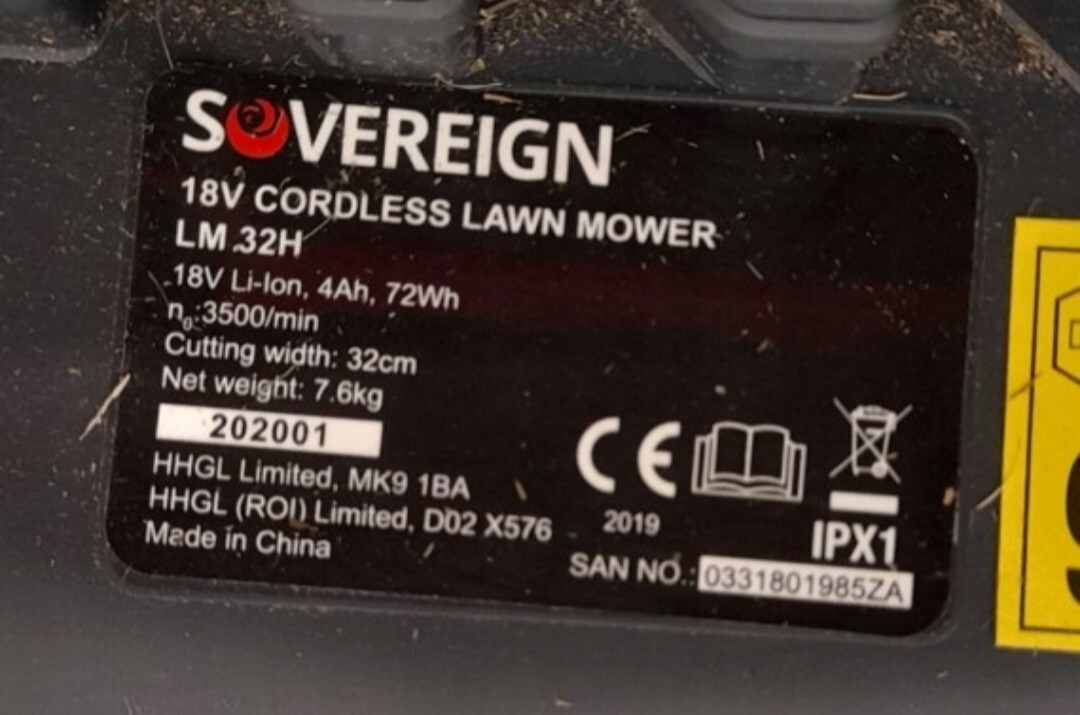 SOVEREIGN
18V CORDLESS LAWN MOWER
LM 32H
18V Li-Ion, 4Ah, 72Wh
n₀:3500/min
Cutting width: 32cm
Net weight: 7.6kg
202001
HHGL Limited, MK9 1BA
HHGL (ROI) Limited, D02 X576
Made in China
CE
2019
IPX1
SAN NO.: 0331801985ZA